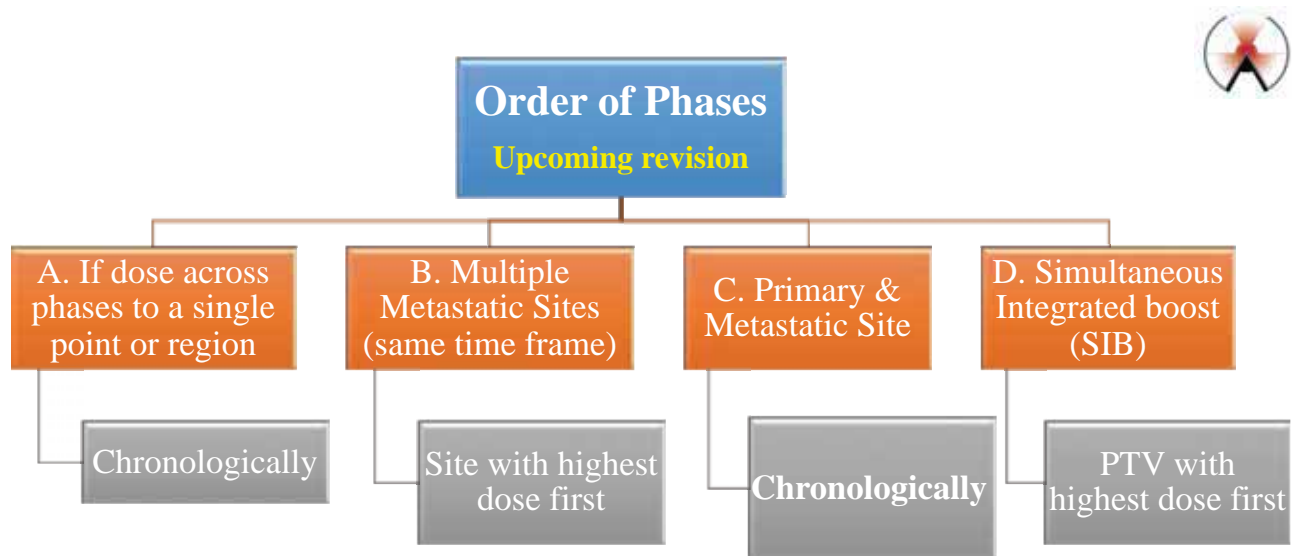 Order of Phases
Upcoming revision
A. If dose across
phases to a single
point or region
B. Multiple
Metastatic Sites
(same time frame)
C. Primary &
Metastatic Site
D. Simultaneous
Integrated boost
(SIB)
Chronologically
Site with highest
dose first
Chronologically
PTV with
highest dose first